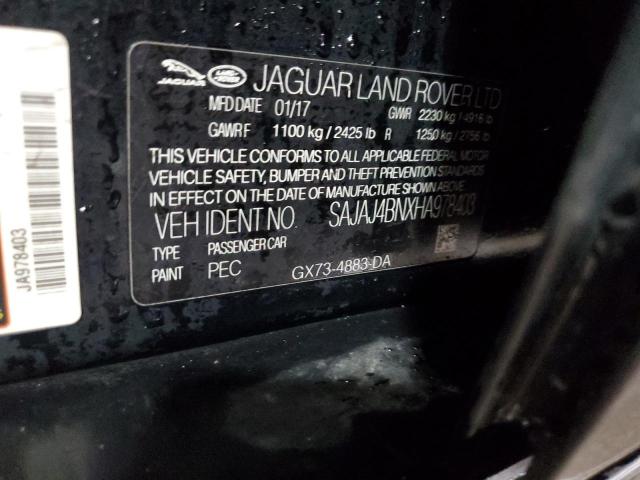 JAGUAR LAND- ROVER JAGUAR LAND ROVER LTD
MFD DATE 01/17 GWR 2230 kg / 4916 lb
GAWR F 1100 kg / 2425 lb R 1250 kg / 2756 lb
THIS VEHICLE CONFORMS TO ALL APPLICABLE FEDERAL MOTOR
VEHICLE SAFETY, BUMPER AND THEFT PREVENTION STANDARDS
IN EFFECT ON THE DATE OF MANUFACTURE SHOWN ABOVE
VEH IDENT NO. SAJAJ4BNXHA978403
TYPE PASSENGER CAR
PAINT PEC GX73-4883-DA
JA978403